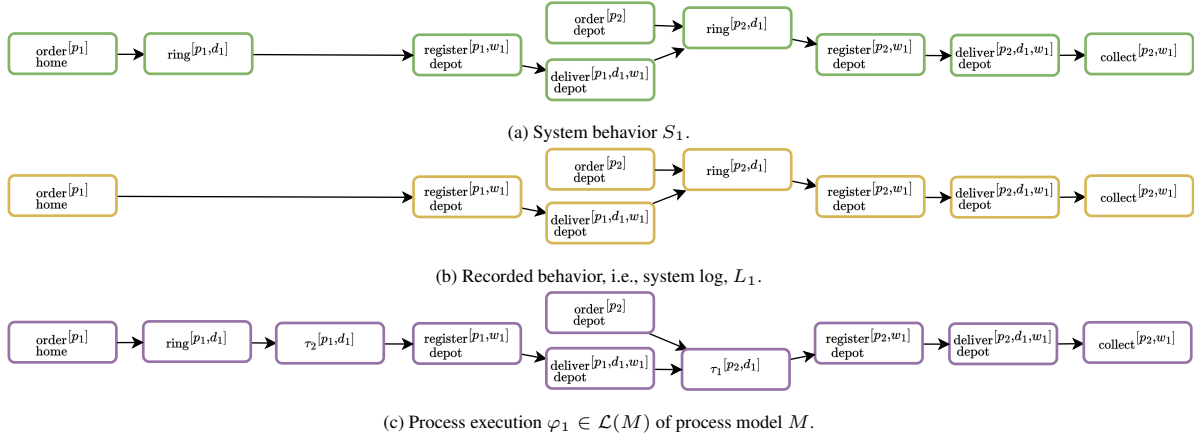 order[p₂]
depot
ring[p₂,d₁]
order[p₁]
home
ring[p₁,d₁]
register[p₁,w₁]
depot
deliver[p₁,d₁,w₁]
depot
register[p₂,w₁]
depot
deliver[p₂,d₁,w₁]
depot
collect[p₂,w₁]
(a) System behavior S₁.
order[p₂]
depot
ring[p₂,d₁]
order[p₁]
home
register[p₁,w₁]
depot
deliver[p₁,d₁,w₁]
depot
register[p₂,w₁]
depot
deliver[p₂,d₁,w₁]
depot
collect[p₂,w₁]
(b) Recorded behavior, i.e., system log, L₁.
order[p₂]
depot
order[p₁]
home
ring[p₁,d₁]
τ₂[p₁,d₁]
register[p₁,w₁]
depot
deliver[p₁,d₁,w₁]
depot
τ₁[p₂,d₁]
register[p₂,w₁]
depot
deliver[p₂,d₁,w₁]
depot
collect[p₂,w₁]
(c) Process execution φ₁ ∈ ℒ(M) of process model M.